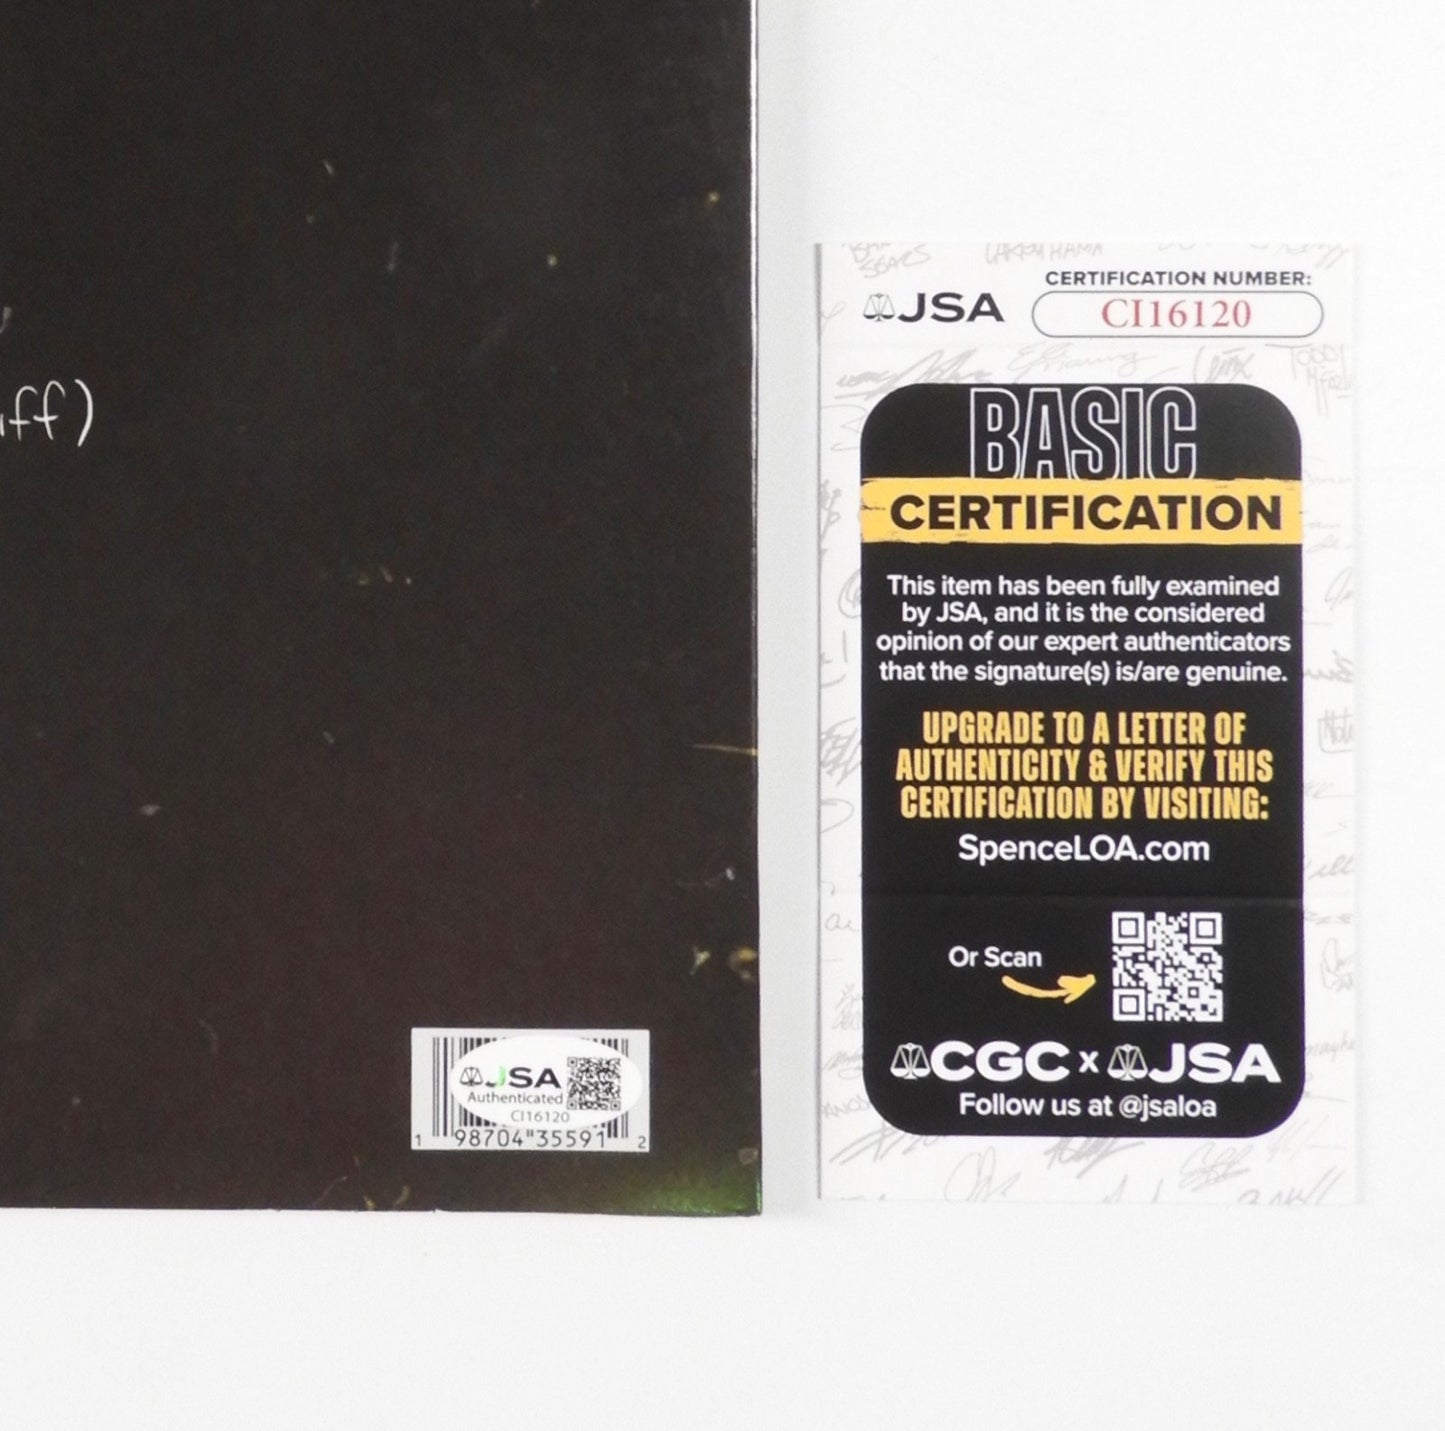 iff)
JSA
Authenticated
CI16120
1 98704 35591 2
JSA
CERTIFICATION NUMBER:
CI16120
BASIC
CERTIFICATION
This item has been fully examined
by JSA, and it is the considered
opinion of our expert authenticators
that the signature(s) is/are genuine.
UPGRADE TO A LETTER OF
AUTHENTICITY & VERIFY THIS
CERTIFICATION BY VISITING:
SpenceLOA.com
Or Scan
CGC x JSA
Follow us at @jsaloa